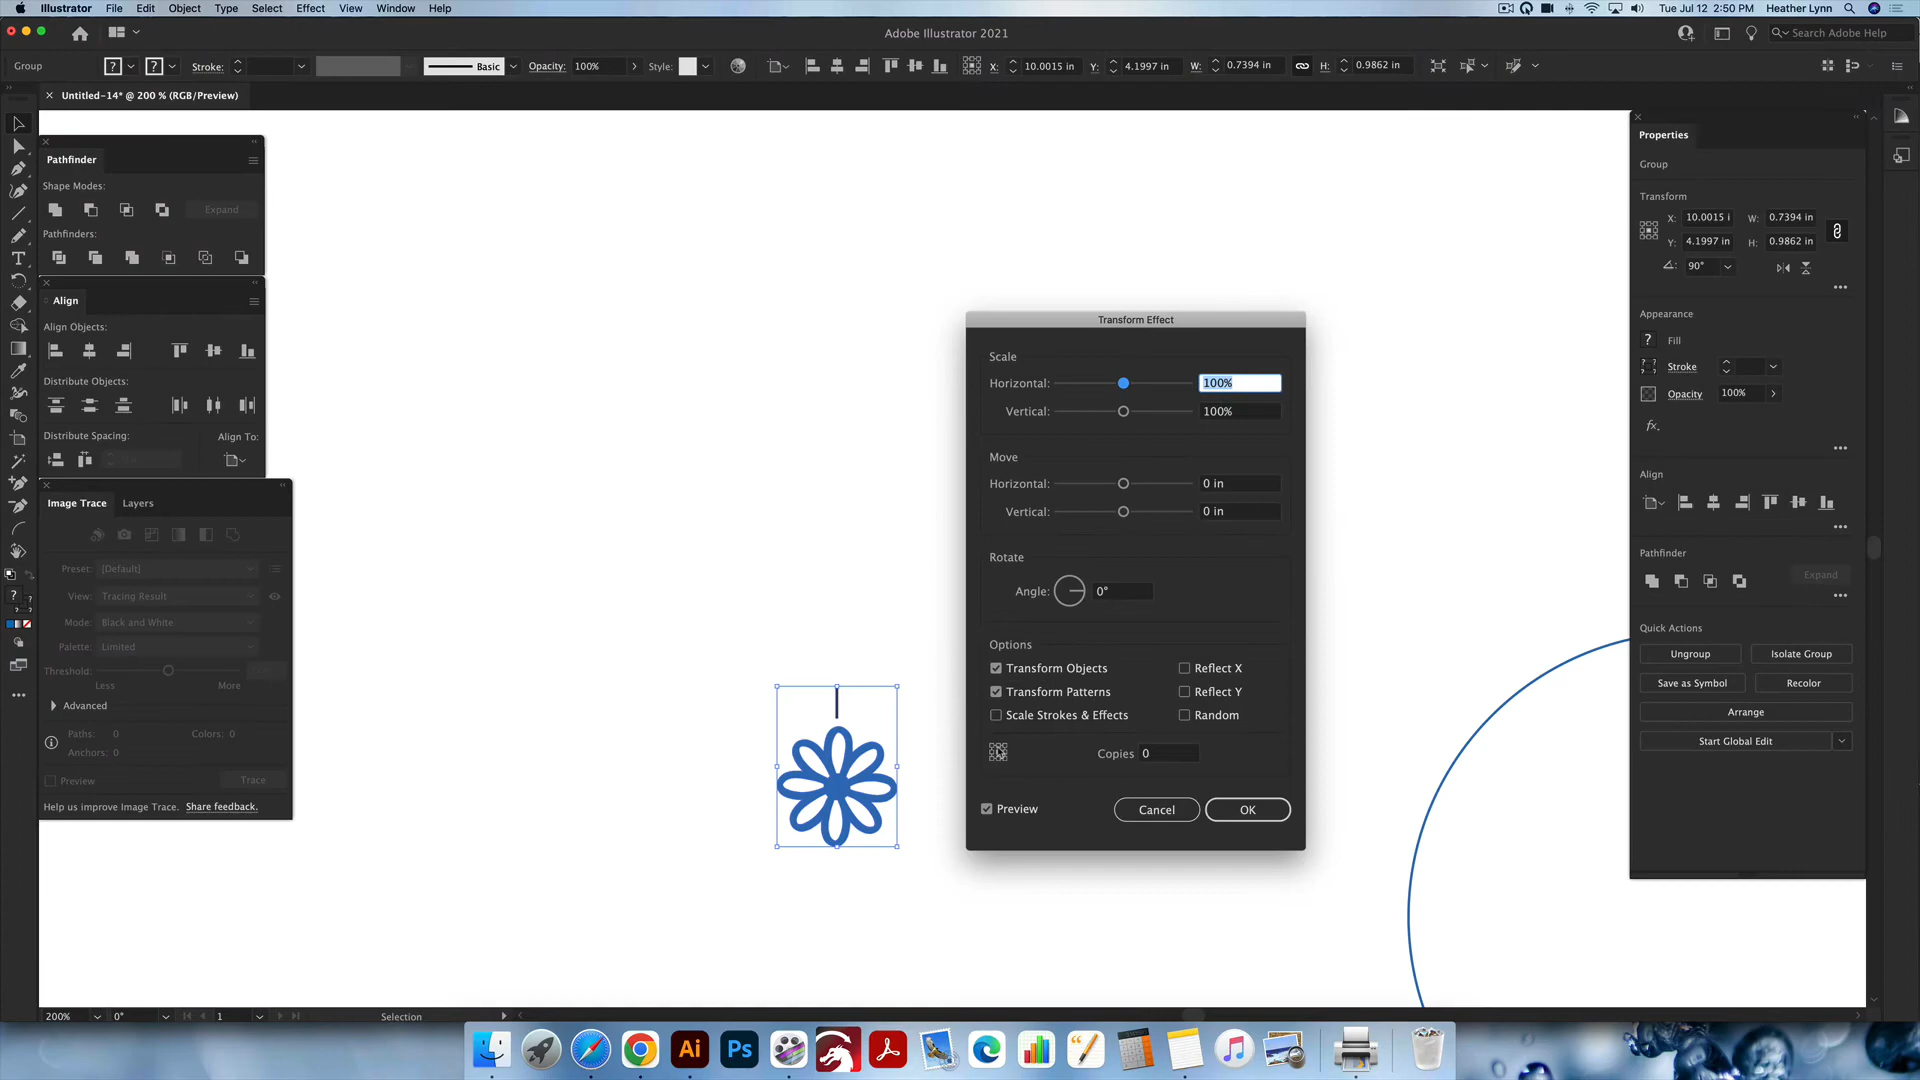 Illustrator File Edit Object Type Select Effect View Window Help
Tue Jul 12 2:50 PM Heather Lynn
Adobe Illustrator 2021
Search Adobe Help
Group ? ? Stroke: Basic Opacity: 100% Style: X: 10.0015 in Y: 4.1997 in W: 0.7394 in H: 0.9862 in
Untitled-14* @ 200 % (RGB/Preview)
Pathfinder
Shape Modes:
Expand
Pathfinders:
Align
Align Objects:
Distribute Objects:
Distribute Spacing: Align To:
Image Trace Layers
Preset: [Default]
View: Tracing Result
Mode: Black and White
Palette: Limited
Threshold:
Less More
Advanced
Paths: 0 Colors: 0
Anchors: 0
Preview Trace
Help us improve Image Trace. Share feedback.
Transform Effect
Scale
Horizontal: 100%
Vertical: 100%
Move
Horizontal: 0 in
Vertical: 0 in
Rotate
Angle: 0°
Options
Transform Objects Reflect X
Transform Patterns Reflect Y
Scale Strokes & Effects Random
Copies 0
Preview Cancel OK
Properties
Group
Transform
X: 10.0015 i W: 0.7394 in
Y: 4.1997 in H: 0.9862 in
90°
Appearance
? Fill
Stroke
Opacity 100%
fx.
Align
Pathfinder
Expand
Quick Actions
Ungroup Isolate Group
Save as Symbol Recolor
Arrange
Start Global Edit
200% 0° 1 Selection
Ai Ps